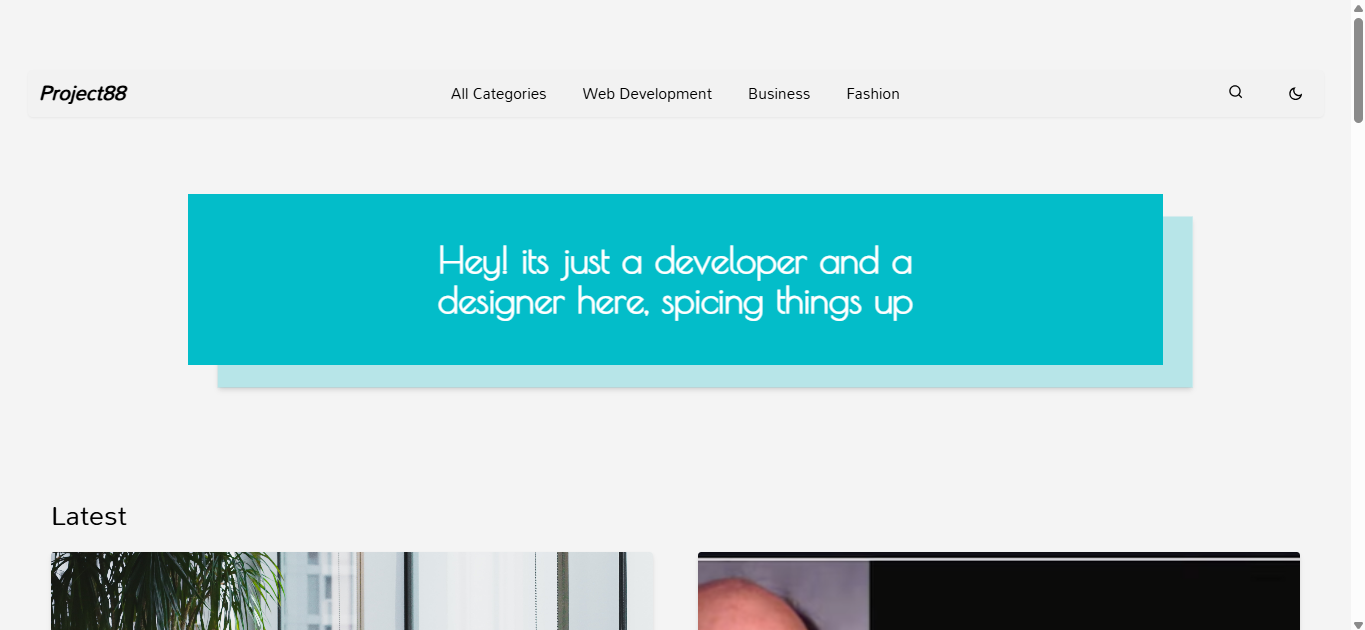 Project88
All Categories
Web Development
Business
Fashion
Hey! its just a developer and a
designer here, spicing things up
Latest